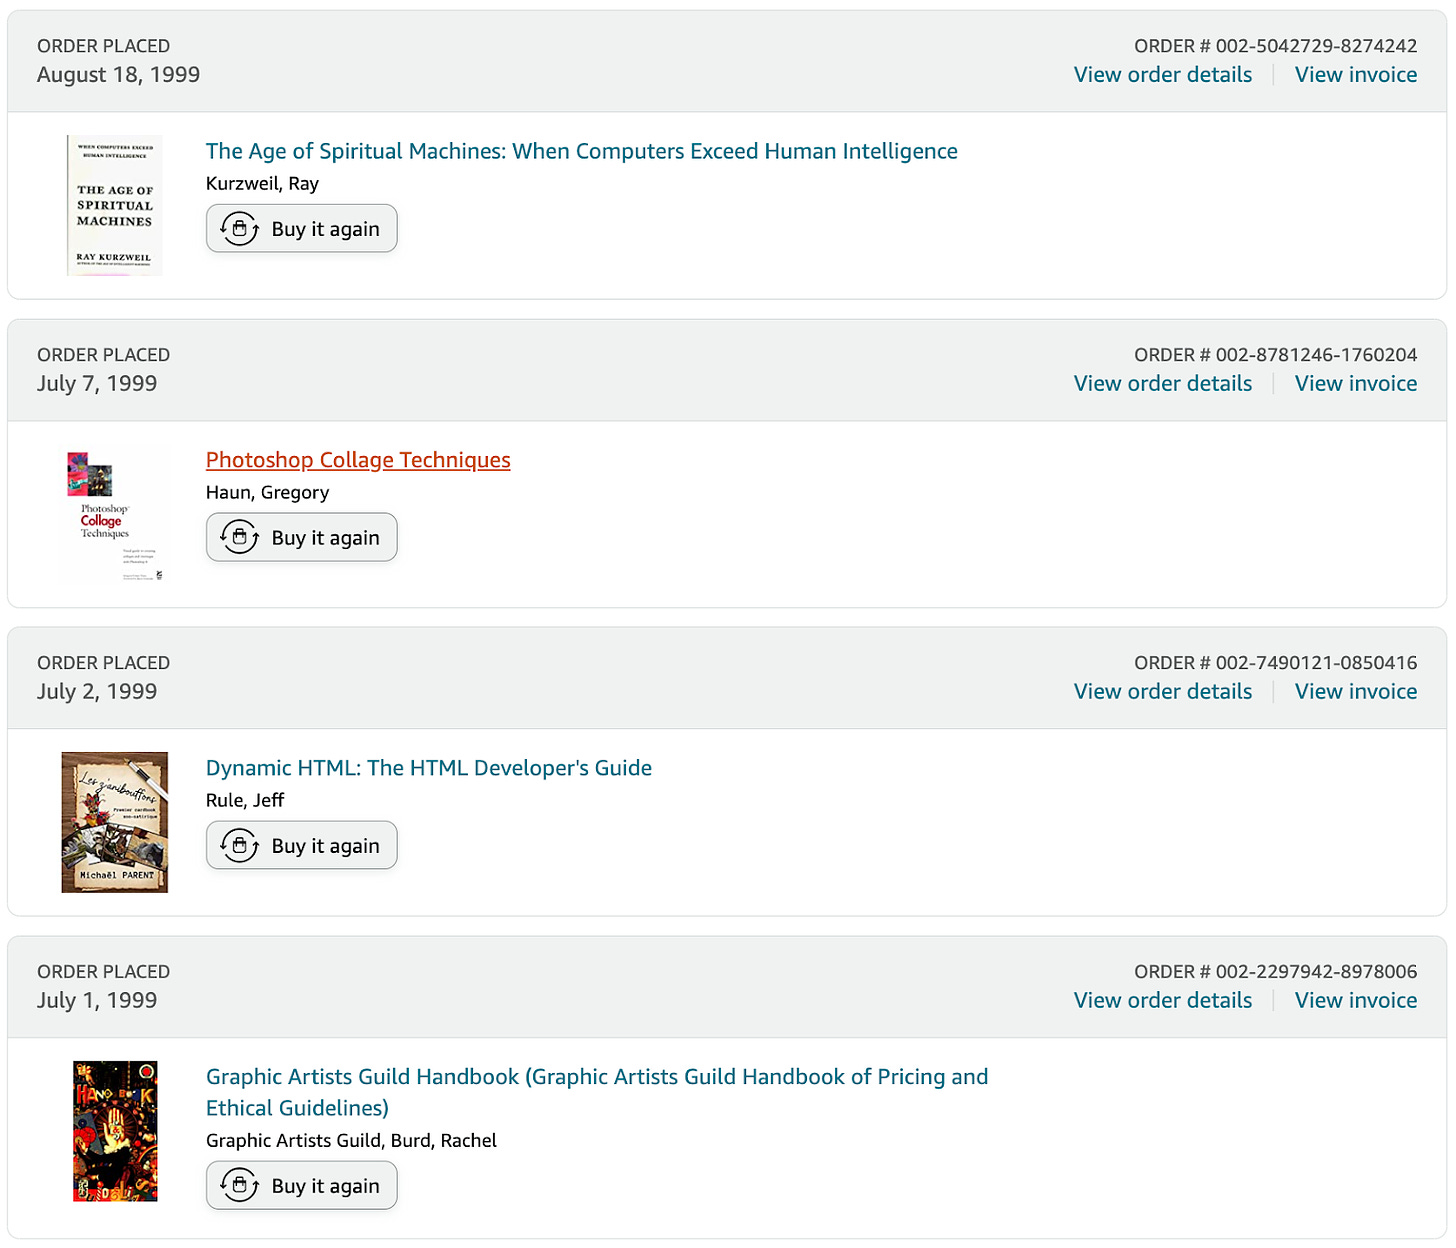 ORDER PLACED
ORDER # 002-5042729-8274242
August 18, 1999
View order details
View invoice
WHEN COMPUTERS EXCEED
HUMAN INTELLIGENCE
THE AGE OF
SPIRITUAL
MACHINES
RAY KURZWEIL
The Age of Spiritual Machines: When Computers Exceed Human Intelligence
Kurzweil, Ray
Buy it again
ORDER PLACED
ORDER # 002-8781246-1760204
July 7, 1999
View order details
View invoice
Photoshop
Collage
Techniques
Photoshop Collage Techniques
Haun, Gregory
Buy it again
ORDER PLACED
ORDER # 002-7490121-0850416
July 2, 1999
View order details
View invoice
Les z'anibouffons
Michaël PARENT
Dynamic HTML: The HTML Developer's Guide
Rule, Jeff
Buy it again
ORDER PLACED
ORDER # 002-2297942-8978006
July 1, 1999
View order details
View invoice
HANDBOOK
Graphic Artists Guild Handbook (Graphic Artists Guild Handbook of Pricing and
Ethical Guidelines)
Graphic Artists Guild, Burd, Rachel
Buy it again